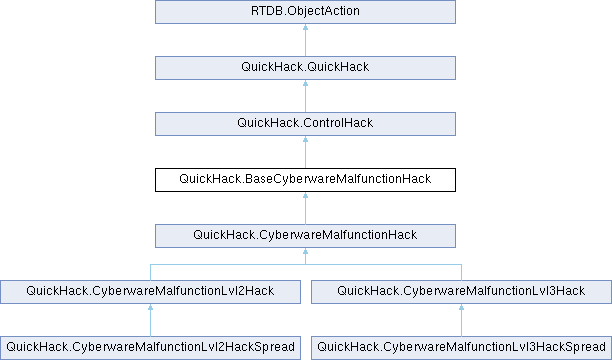 RTDB.ObjectAction
QuickHack.QuickHack
QuickHack.ControlHack
QuickHack.BaseCyberwareMalfunctionHack
QuickHack.CyberwareMalfunctionHack
QuickHack.CyberwareMalfunctionLvl2Hack
QuickHack.CyberwareMalfunctionLvl3Hack
QuickHack.CyberwareMalfunctionLvl2HackSpread
QuickHack.CyberwareMalfunctionLvl3HackSpread